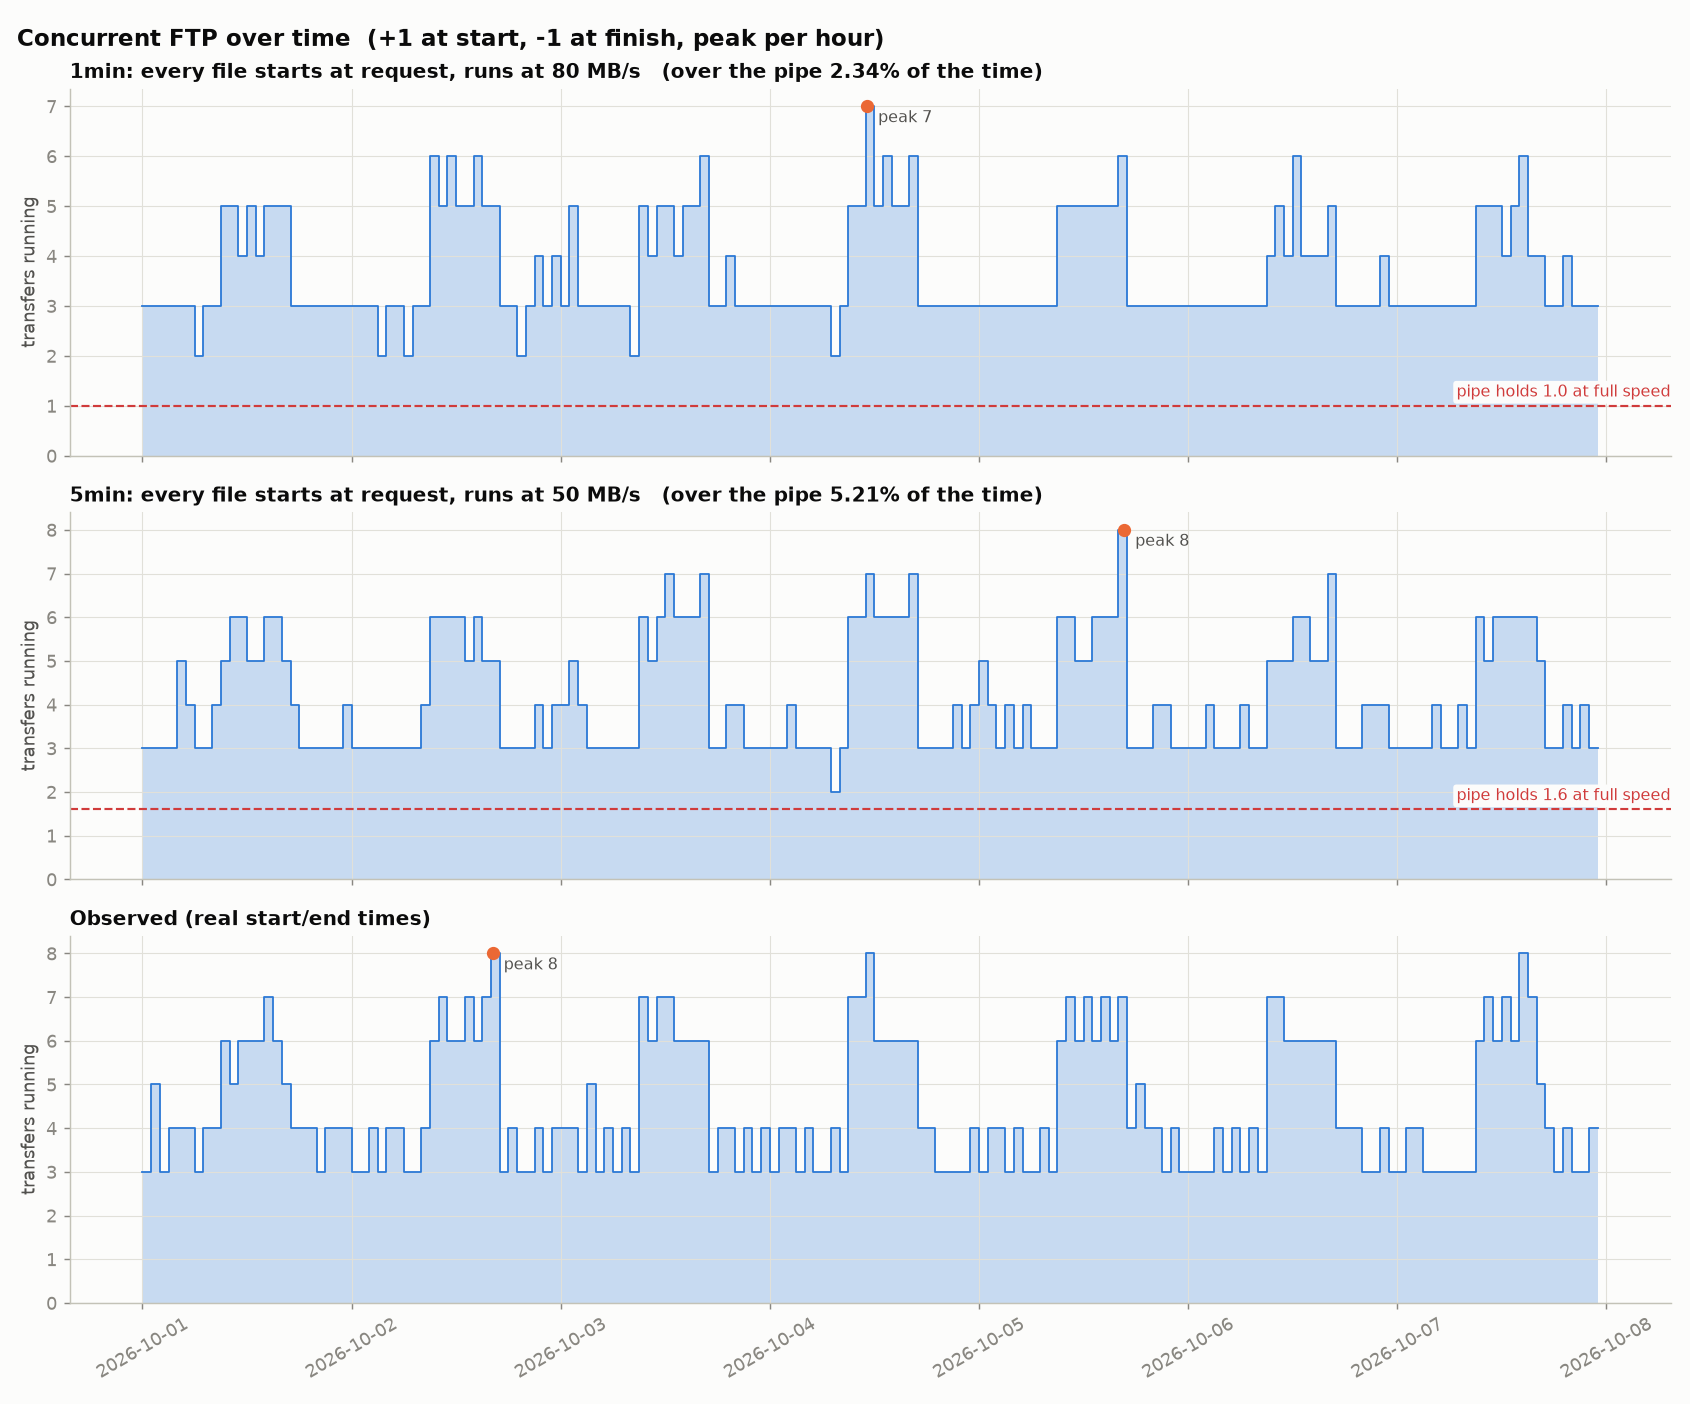 Concurrent FTP over time  (+1 at start, -1 at finish, peak per hour)
1min: every file starts at request, runs at 80 MB/s   (over the pipe 2.34% of the time)
transfers running
7
6
5
4
3
2
1
0
peak 7
pipe holds 1.0 at full speed
5min: every file starts at request, runs at 50 MB/s   (over the pipe 5.21% of the time)
transfers running
8
7
6
5
4
3
2
1
0
peak 8
pipe holds 1.6 at full speed
Observed (real start/end times)
transfers running
8
7
6
5
4
3
2
1
0
peak 8
2026-10-01
2026-10-02
2026-10-03
2026-10-04
2026-10-05
2026-10-06
2026-10-07
2026-10-08